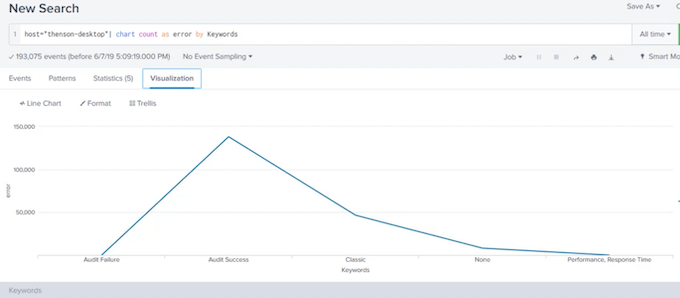 New Search
Save As
1 host="thenson-desktop"| chart count as error by Keywords
All time
193,075 events (before 6/7/19 5:09:19.000 PM) No Event Sampling
Job
Smart Mo
Events Patterns Statistics (5) Visualization
Line Chart Format Trellis
150,000
100,000
50,000
error
Audit Failure Audit Success Classic None Performance, Response Time
Keywords
Keywords